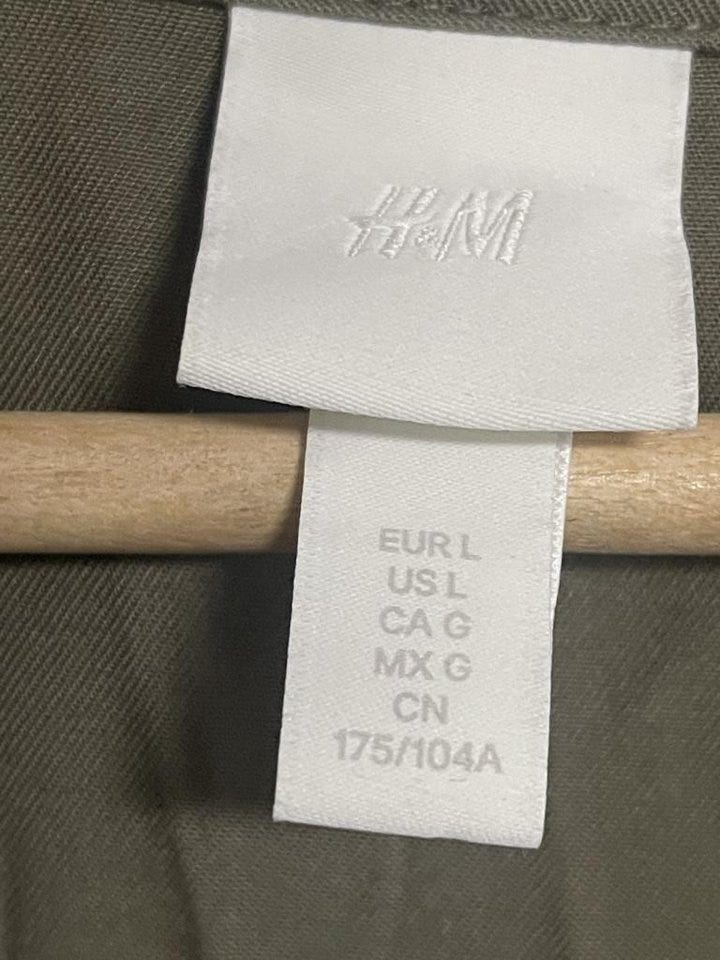 H&M
EUR L
US L
CA G
MX G
CN
175/104A